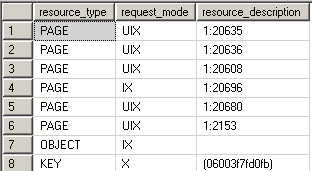 resource_type request_mode resource_description
1 PAGE UIX 1:20635
2 PAGE UIX 1:20636
3 PAGE UIX 1:20608
4 PAGE IX 1:20696
5 PAGE UIX 1:20680
6 PAGE UIX 1:2153
7 OBJECT IX
8 KEY X (06003f7fd0fb)